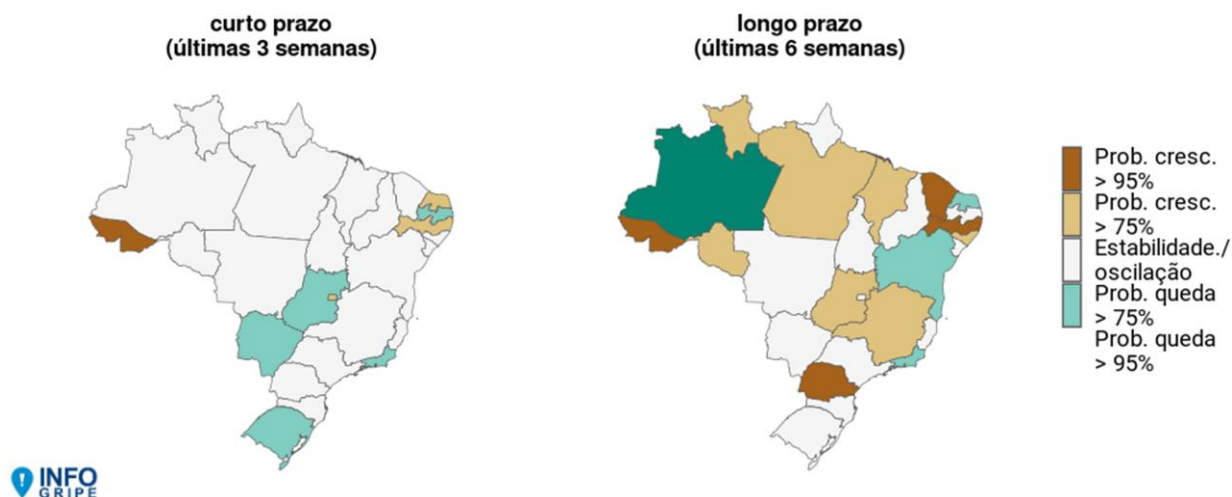 curto prazo
(últimas 3 semanas)
longo prazo
(últimas 6 semanas)
Prob. cresc.
> 95%
Prob. cresc.
> 75%
Estabilidade./
oscilação
Prob. queda
> 75%
Prob. queda
> 95%
INFO
GRIPE